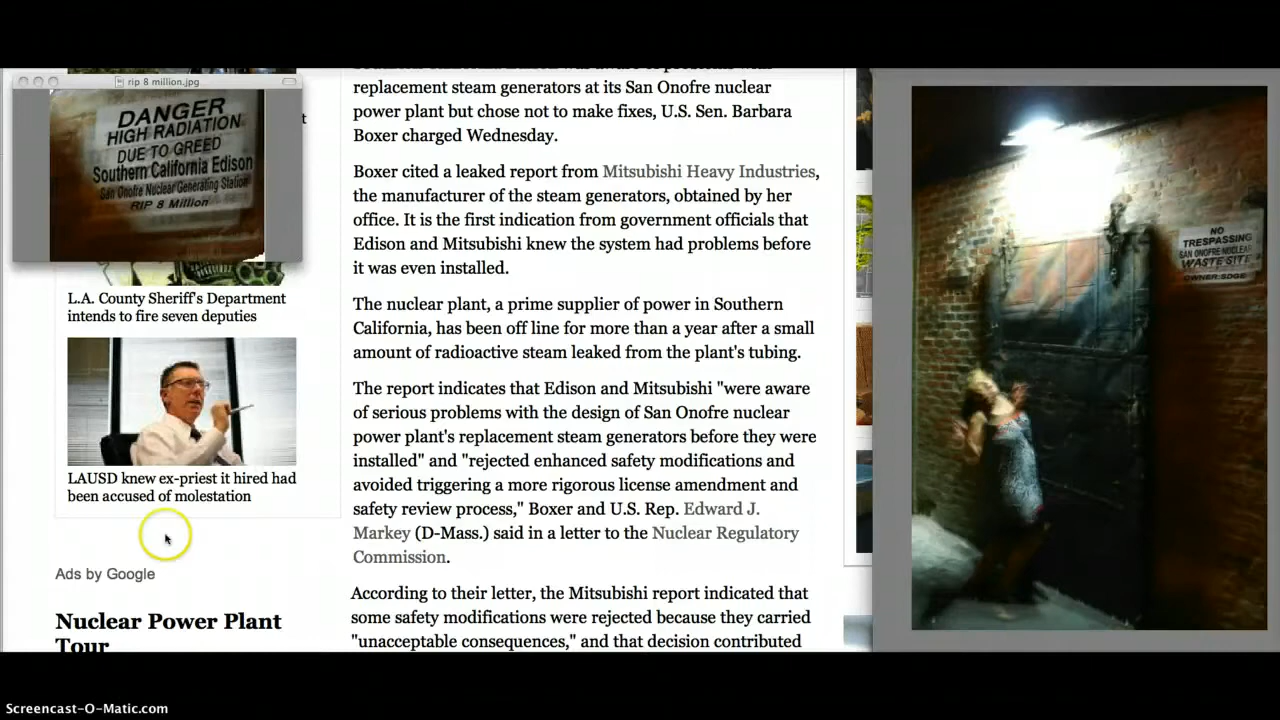 rip 8 million.jpg
DANGER
HIGH RADIATION
DUE TO GREED
Southern California Edison
San Onofre Nuclear Generating Station
RIP 8 Million
L.A. County Sheriff's Department
intends to fire seven deputies
LAUSD knew ex-priest it hired had
been accused of molestation
Ads by Google
Nuclear Power Plant
Tour
replacement steam generators at its San Onofre nuclear
power plant but chose not to make fixes, U.S. Sen. Barbara
Boxer charged Wednesday.
Boxer cited a leaked report from Mitsubishi Heavy Industries,
the manufacturer of the steam generators, obtained by her
office. It is the first indication from government officials that
Edison and Mitsubishi knew the system had problems before
it was even installed.
The nuclear plant, a prime supplier of power in Southern
California, has been off line for more than a year after a small
amount of radioactive steam leaked from the plant's tubing.
The report indicates that Edison and Mitsubishi "were aware
of serious problems with the design of San Onofre nuclear
power plant's replacement steam generators before they were
installed" and "rejected enhanced safety modifications and
avoided triggering a more rigorous license amendment and
safety review process," Boxer and U.S. Rep. Edward J.
Markey (D-Mass.) said in a letter to the Nuclear Regulatory
Commission.
According to their letter, the Mitsubishi report indicated that
some safety modifications were rejected because they carried
"unacceptable consequences," and that decision contributed
NO
TRESPASSING
SAN ONOFRE NUCLEAR
WASTE SITE
OWNER: SDGE
Screencast-O-Matic.com